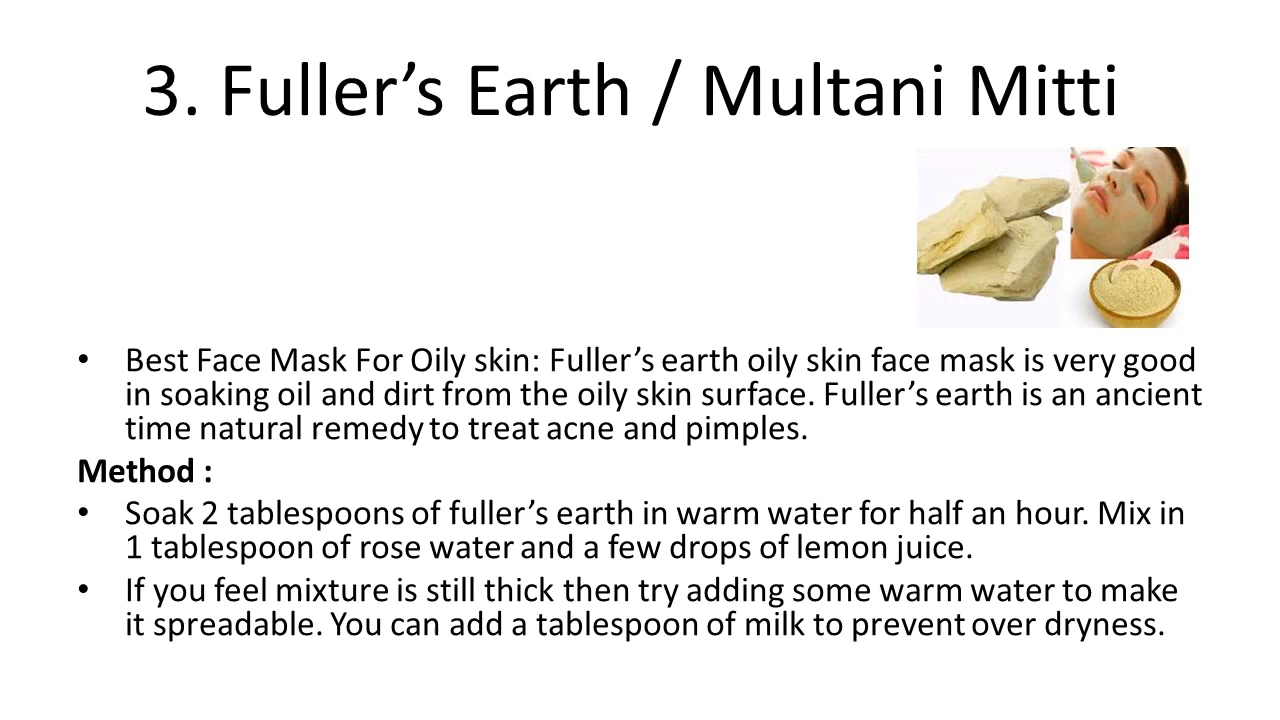 3. Fuller’s Earth / Multani Mitti
• Best Face Mask For Oily skin: Fuller’s earth oily skin face mask is very good
in soaking oil and dirt from the oily skin surface. Fuller’s earth is an ancient
time natural remedy to treat acne and pimples.
Method :
• Soak 2 tablespoons of fuller’s earth in warm water for half an hour. Mix in
1 tablespoon of rose water and a few drops of lemon juice.
• If you feel mixture is still thick then try adding some warm water to make
it spreadable. You can add a tablespoon of milk to prevent over dryness.